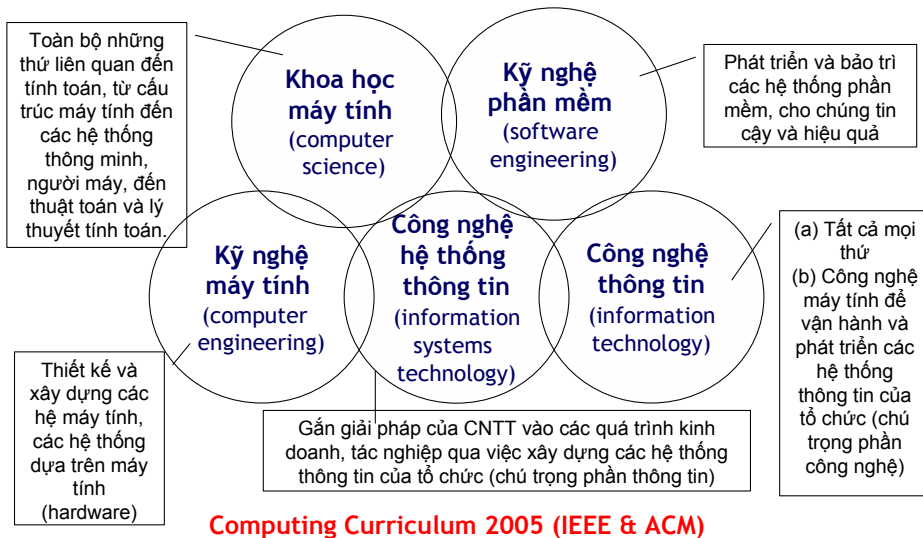 Toàn bộ những
thứ liên quan đến
tính toán, từ cấu
trúc máy tính đến
các hệ thống
thông minh,
người máy, đến
thuật toán và lý
thuyết tính toán.
Khoa học
máy tính
(computer
science)
Kỹ nghệ
phần mềm
(software
engineering)
Phát triển và bảo trì
các hệ thống phần
mềm, cho chúng tin
cậy và hiệu quả
Kỹ nghệ
máy tính
(computer
engineering)
Công nghệ
hệ thống
thông tin
(information
systems
technology)
Công nghệ
thông tin
(information
technology)
(a) Tất cả mọi
thứ
(b) Công nghệ
máy tính để
vận hành và
phát triển các
hệ thống
thông tin của
tổ chức (chú
trọng phần
công nghệ)
Thiết kế và
xây dựng các
hệ máy tính,
các hệ thống
dựa trên máy
tính
(hardware)
Gắn giải pháp của CNTT vào các quá trình kinh
doanh, tác nghiệp qua việc xây dựng các hệ thống
thông tin của tổ chức (chú trọng phần thông tin)
Computing Curriculum 2005 (IEEE & ACM)